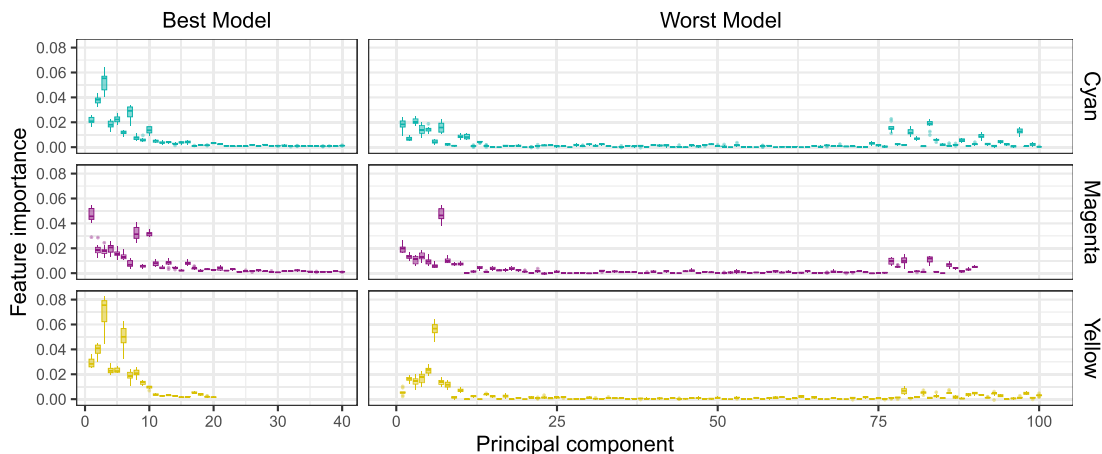 Best Model
Worst Model
Feature importance
0.08
0.06
0.04
0.02
0.00
Cyan
0.08
0.06
0.04
0.02
0.00
Magenta
0.08
0.06
0.04
0.02
0.00
Yellow
0 10 20 30 40
0 25 50 75 100
Principal component